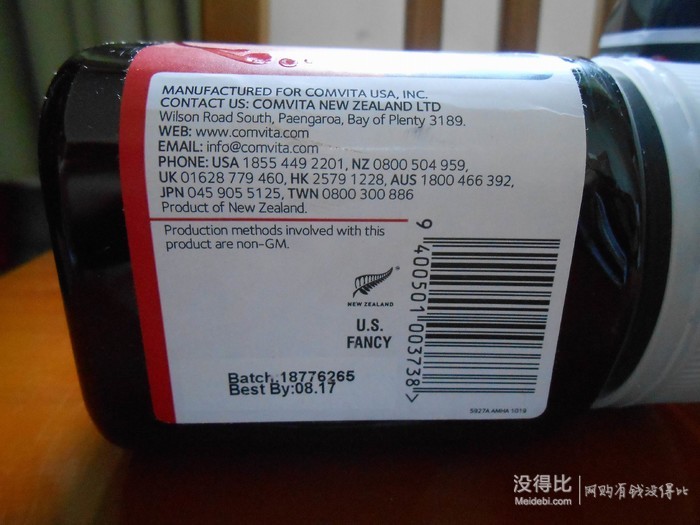 MANUFACTURED FOR COMVITA USA, INC.
CONTACT US: COMVITA NEW ZEALAND LTD
Wilson Road South, Paengaroa, Bay of Plenty 3189.
WEB: www.comvita.com
EMAIL: info@comvita.com
PHONE: USA 1855 449 2201, NZ 0800 504 959,
UK 01628 779 460, HK 2579 1228, AUS 1800 466 392,
JPN 045 905 5125, TWN 0800 300 886
Product of New Zealand.
Production methods involved with this
product are non-GM.
NEW ZEALAND
U.S.
FANCY
Batch:18776265
Best By:08.17
9 400501 003738 >
5927A AMHA 1019
没得比
Meidebi.com
网购有钱没得比